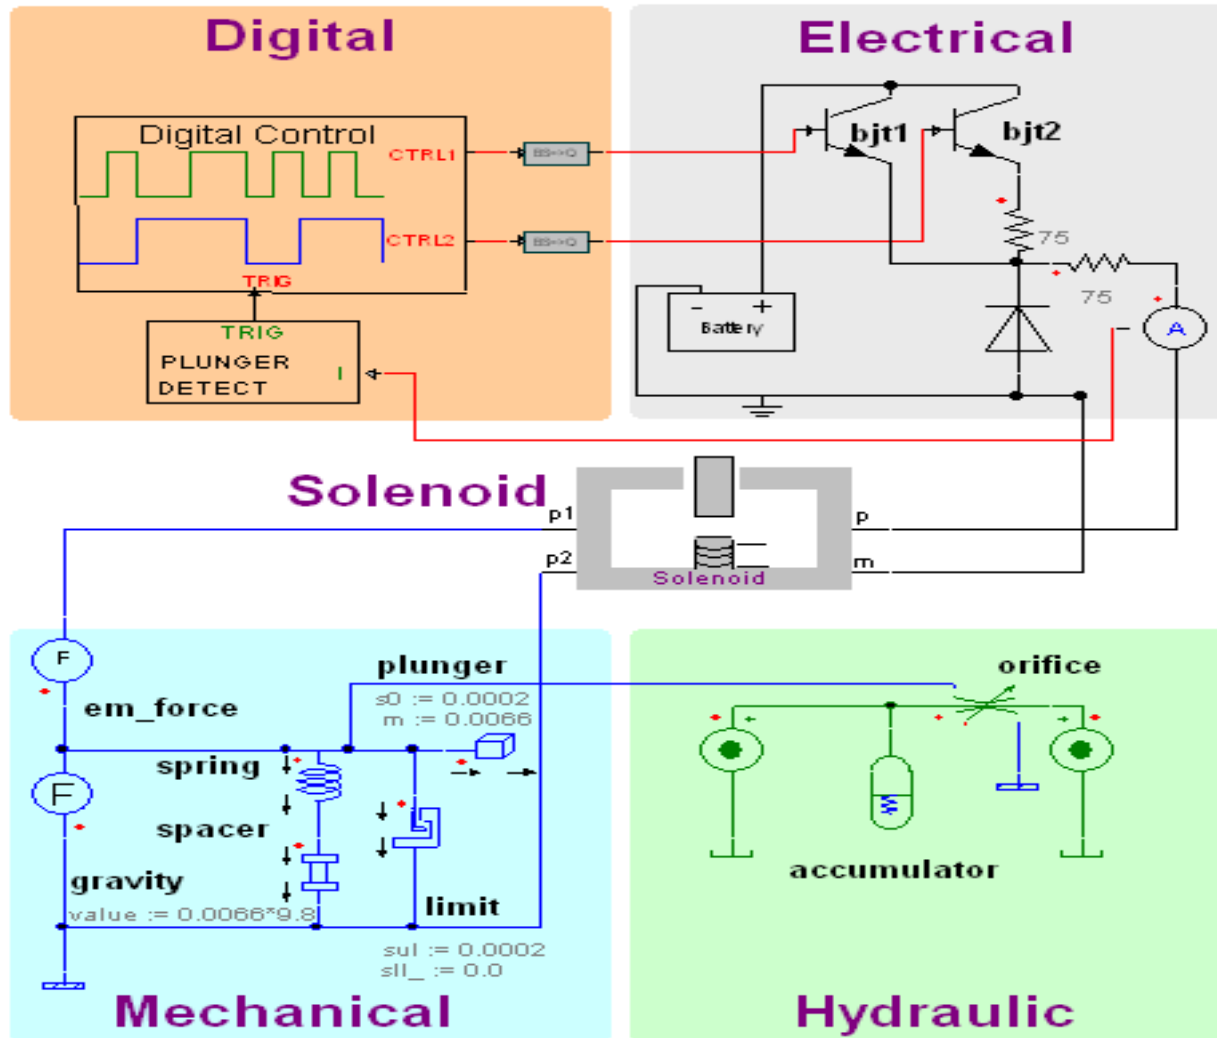 Digital
Electrical
Digital Control
CTRL1
CTRL2
TRIG
BS->Q
BS->Q
TRIG
PLUNGER
DETECT
I
bjt1
bjt2
75
75
- +
Battery
A
Solenoid
p1
p2
p
m
Solenoid
F
em_force
plunger
s0 := 0.0002
m := 0.0066
spring
F
spacer
gravity
value := 0.0066*9.8
limit
sul := 0.0002
sll_ := 0.0
Mechanical
orifice
accumulator
Hydraulic